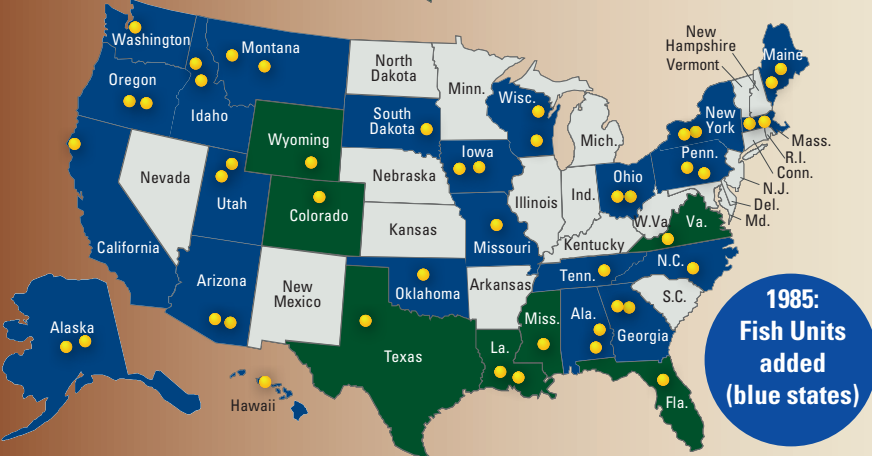 Washington
Montana
North
Dakota
Minn.
New
Hampshire
Vermont
Maine
Oregon
Idaho
South
Dakota
Wisc.
Mich.
New
York
Mass.
R.I.
Conn.
N.J.
Del.
Md.
Wyoming
Nebraska
Iowa
Illinois
Ind.
Ohio
Penn.
Nevada
Utah
Colorado
Kansas
Missouri
Kentucky
W.Va
Va.
California
Arizona
New
Mexico
Oklahoma
Arkansas
Tenn.
N.C.
S.C.
Alaska
Hawaii
Texas
La.
Miss.
Ala.
Georgia
Fla.
1985:
Fish Units
added
(blue states)